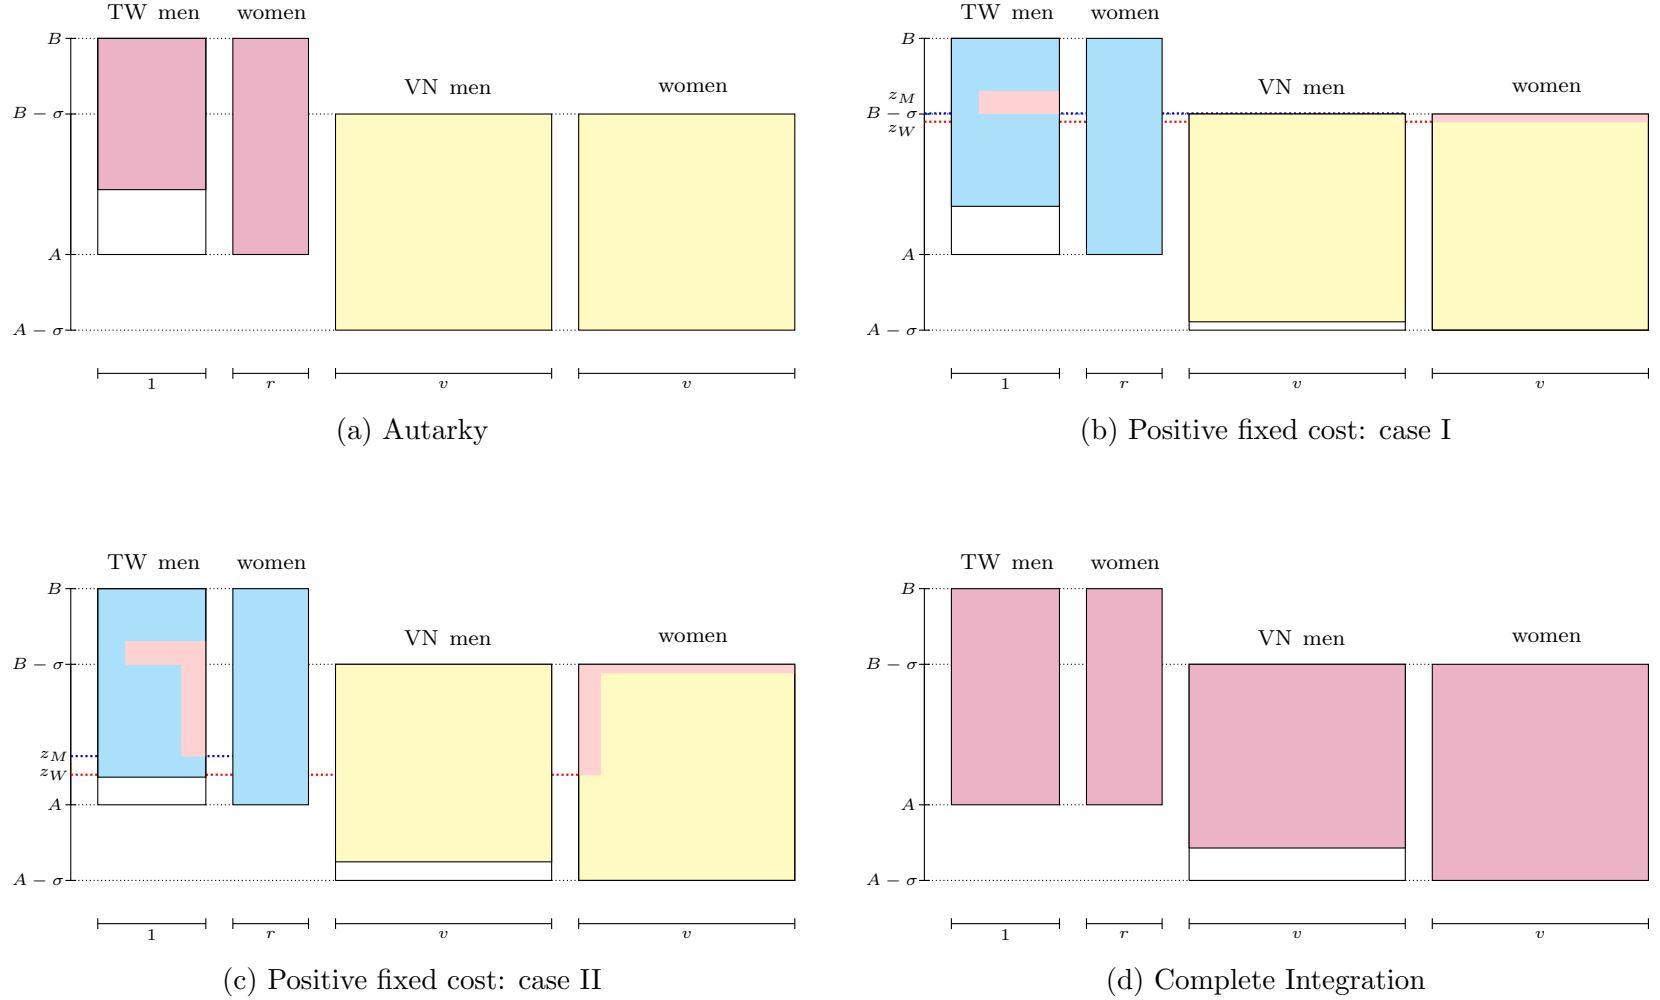 TW men women
B
VN men women
B − σ
A
A − σ
1 r v v
(a) Autarky
TW men women
B
VN men women
z_M
B − σ
z_W
A
A − σ
1 r v v
(b) Positive fixed cost: case I
TW men women
B
VN men women
B − σ
z_M
z_W
A
A − σ
1 r v v
(c) Positive fixed cost: case II
TW men women
B
VN men women
B − σ
A
A − σ
1 r v v
(d) Complete Integration